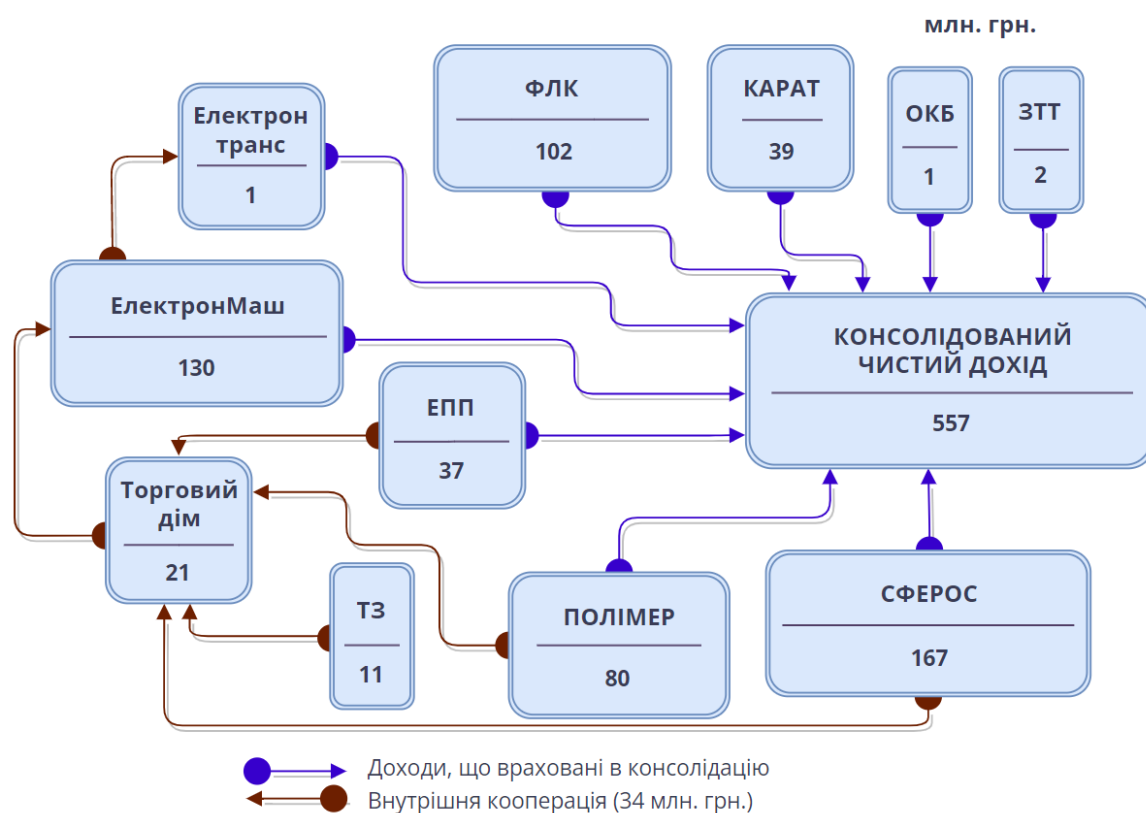 млн. грн.
ФЛК
102
КАРАТ
39
ОКБ
1
ЗТТ
2
Електрон
транс
1
ЕлектронМаш
130
КОНСОЛІДОВАНИЙ
ЧИСТИЙ ДОХІД
557
ЕПП
37
Торговий
дім
21
ТЗ
11
ПОЛІМЕР
80
СФЕРОС
167
Доходи, що враховані в консолідацію
Внутрішня кооперація (34 млн. грн.)